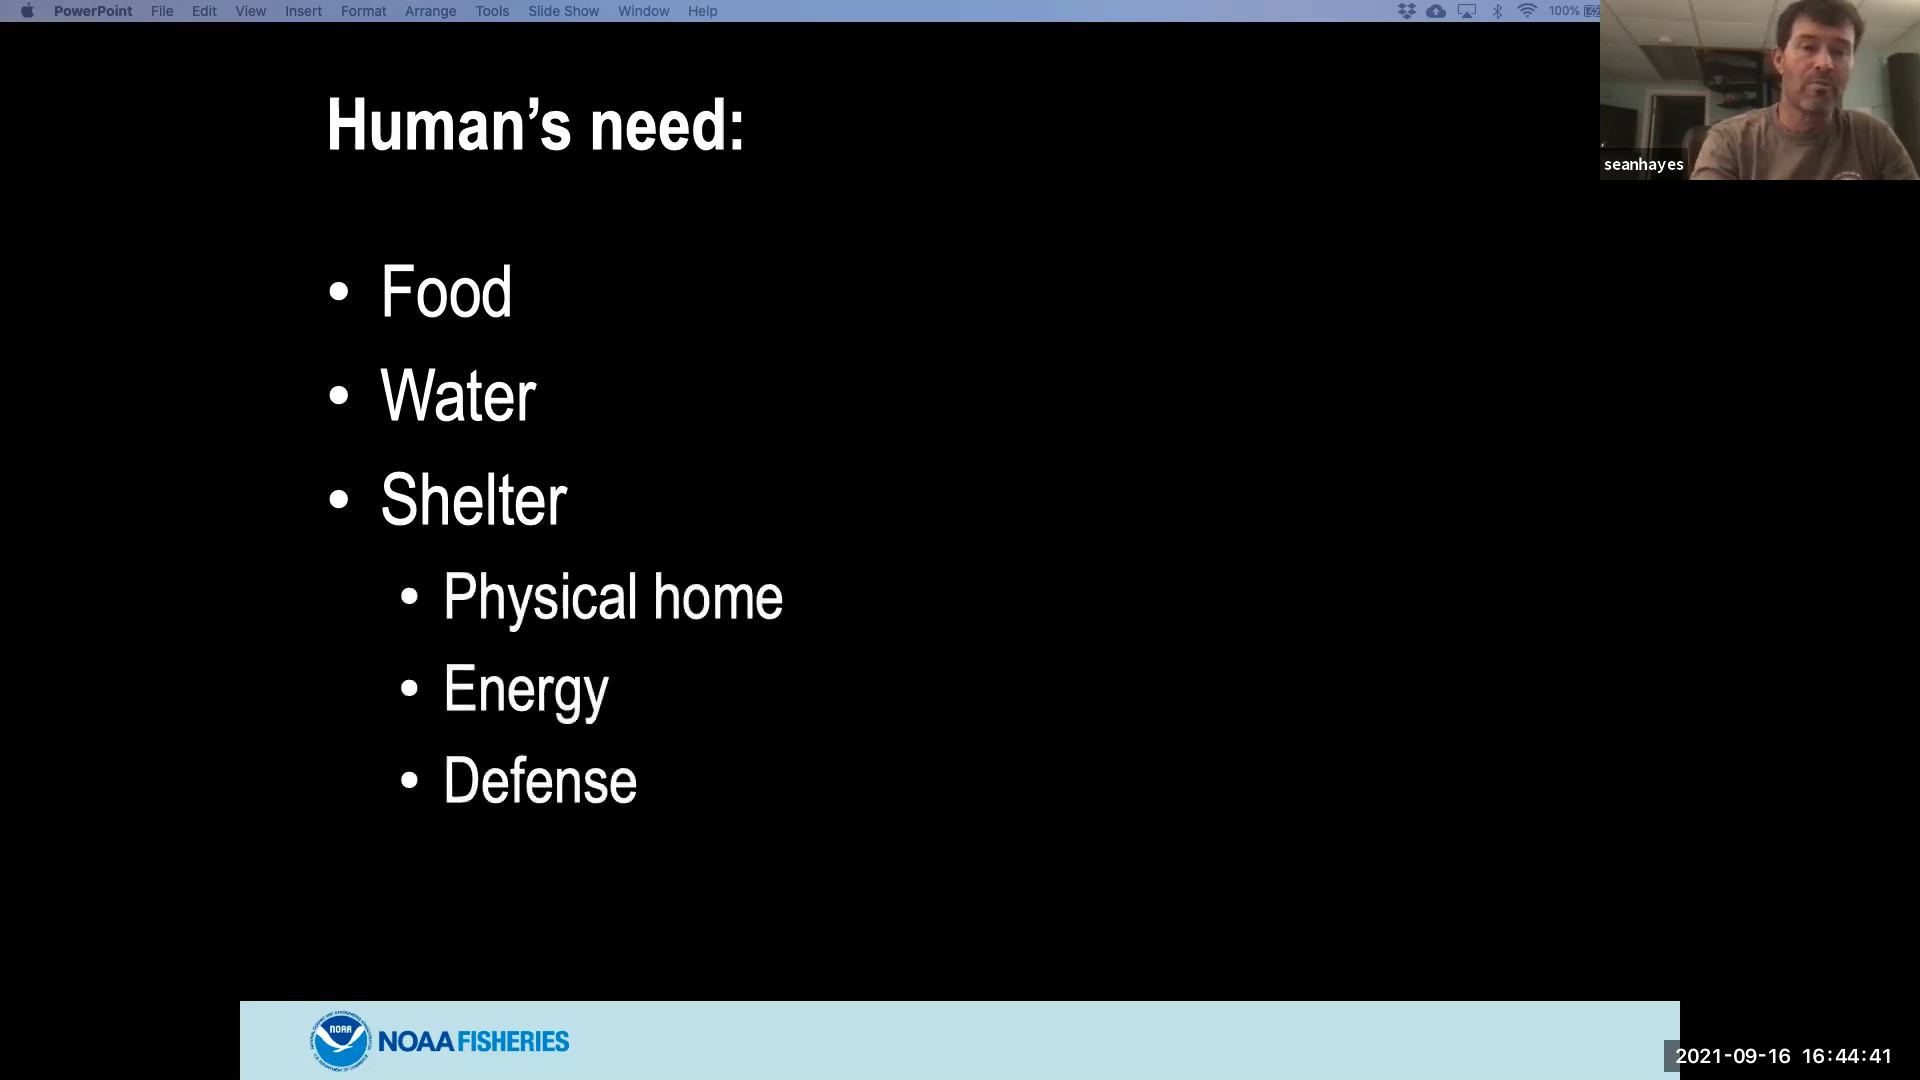 PowerPoint File Edit View Insert Format Arrange Tools Slide Show Window Help 100%
seanhayes
Human’s need:
• Food
• Water
• Shelter
• Physical home
• Energy
• Defense
NOAA
NOAA FISHERIES
2021-09-16 16:44:41